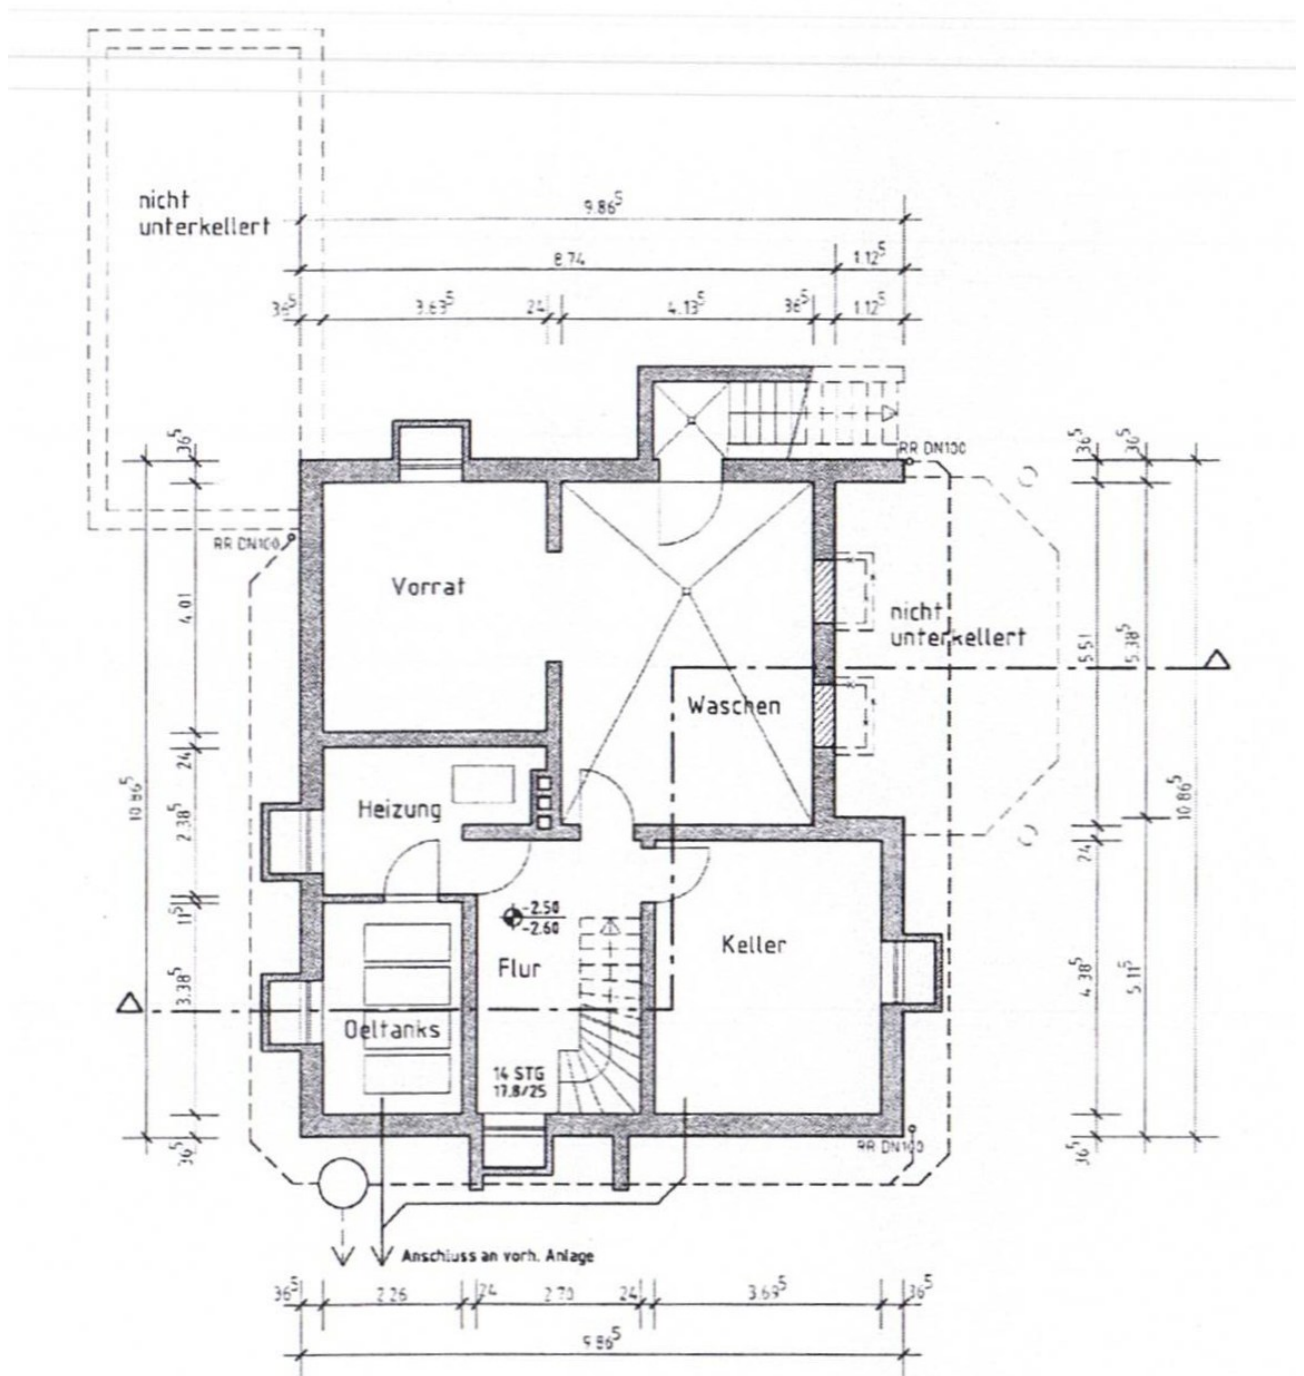 nicht
unterkellert
9.86⁵
8.74
1.12⁵
36⁵
3.63⁵
24
4.13⁵
36⁵
1.12⁵
RR DN100
36⁵
4.01
24
2.38⁵
11⁵
3.38⁵
36⁵
10.86⁵
RR DN100
Vorrat
Waschen
nicht
unterkellert
Heizung
-2.50
-2.60
Flur
Keller
Oeltanks
14 STG
17.8/25
36⁵
5.51
24
4.38⁵
36⁵
36⁵
5.38⁵
5.11⁵
10.86⁵
RR DN100
Anschluss an vorh. Anlage
36⁵
2.26
24
2.70
24
3.69⁵
36⁵
9.86⁵